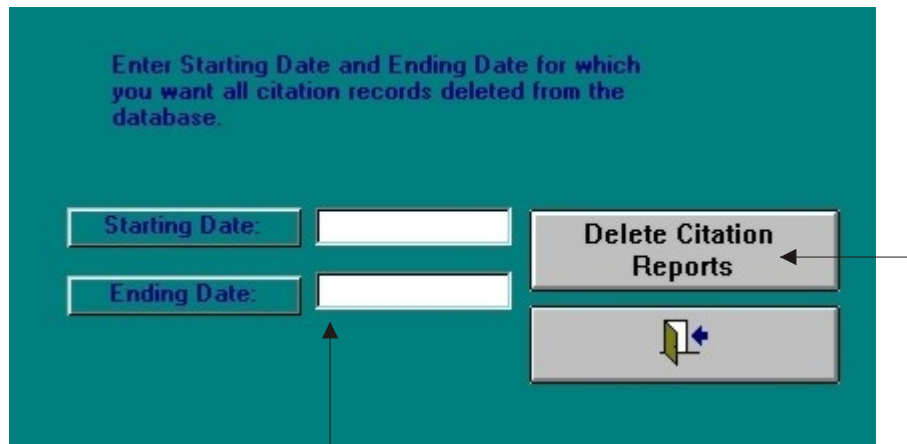 Enter Starting Date and Ending Date for which
you want all citation records deleted from the
database.
Starting Date:
Delete Citation
Reports
Ending Date: